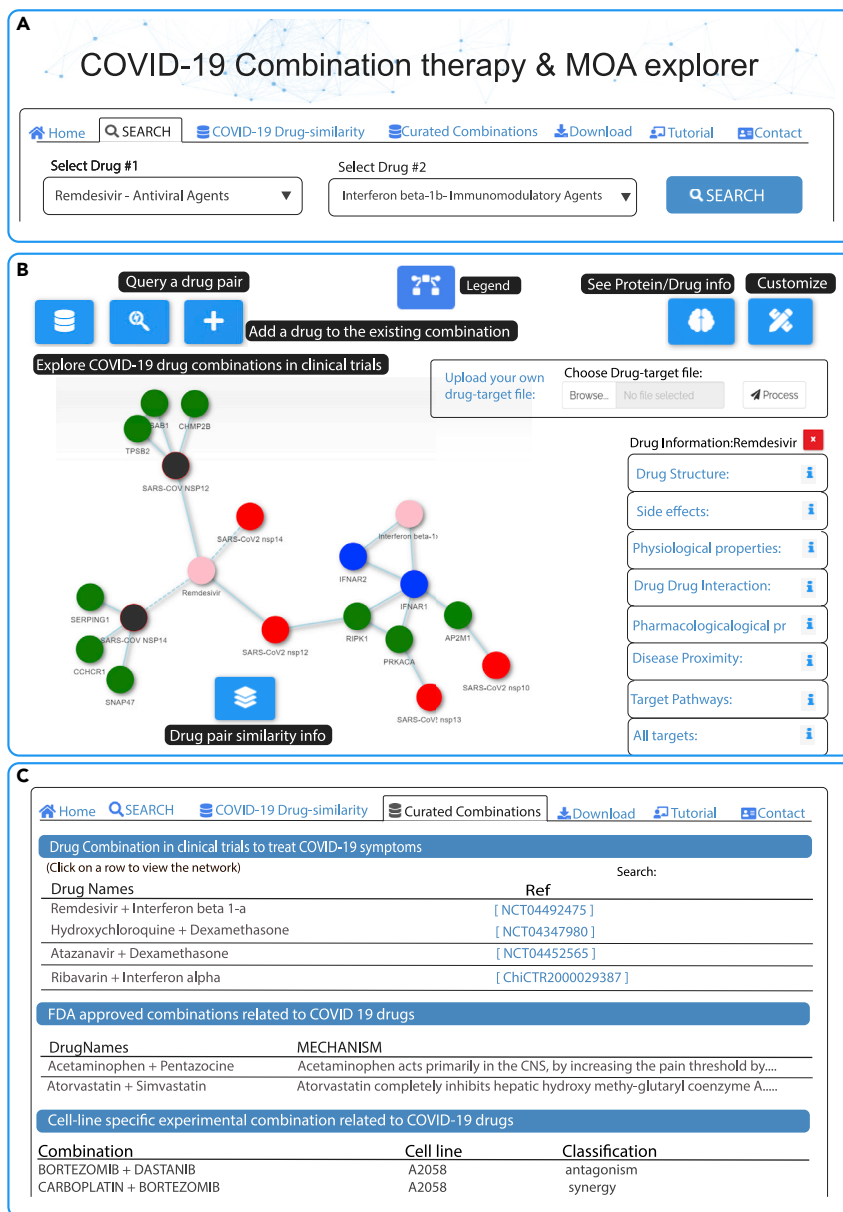 A
COVID-19 Combination therapy & MOA explorer
Home SEARCH COVID-19 Drug-similarity Curated Combinations Download Tutorial Contact
Select Drug #1 Select Drug #2
Remdesivir - Antiviral Agents Interferon beta-1b- Immunomodulatory Agents SEARCH
B
Query a drug pair
Legend
See Protein/Drug info Customize
Add a drug to the existing combination
Explore COVID-19 drug combinations in clinical trials
Upload your own drug-target file:
Choose Drug-target file:
Browse... No file selected Process
SAB1
CHMP2B
TPSB2
SARS-COV NSP12
SARS-CoV2 nsp14
Interferon beta-1
IFNAR2
Remdesivir
IFNAR1
SERPING1
SARS-COV NSP14
RIPK1
AP2M1
SARS-CoV2 nsp12
CCHCR1
PRKACA
SARS-CoV2 nsp10
SNAP47
SARS-CoV nsp13
Drug pair similarity info
Drug Information:Remdesivir x
Drug Structure:
Side effects:
Physiological properties:
Drug Drug Interaction:
Pharmacologicalogical pr
Disease Proximity:
Target Pathways:
All targets:
C
Home SEARCH COVID-19 Drug-similarity Curated Combinations Download Tutorial Contact
Drug Combination in clinical trials to treat COVID-19 symptoms
(Click on a row to view the network) Search:
Drug Names Ref
Remdesivir + Interferon beta 1-a [ NCT04492475 ]
Hydroxychloroquine + Dexamethasone [ NCT04347980 ]
Atazanavir + Dexamethasone [ NCT04452565 ]
Ribavarin + Interferon alpha [ ChiCTR2000029387 ]
FDA approved combinations related to COVID 19 drugs
DrugNames MECHANISM
Acetaminophen + Pentazocine Acetaminophen acts primarily in the CNS, by increasing the pain threshold by....
Atorvastatin + Simvastatin Atorvastatin completely inhibits hepatic hydroxy methy-glutaryl coenzyme A.....
Cell-line specific experimental combination related to COVID-19 drugs
Combination Cell line Classification
BORTEZOMIB + DASTANIB A2058 antagonism
CARBOPLATIN + BORTEZOMIB A2058 synergy